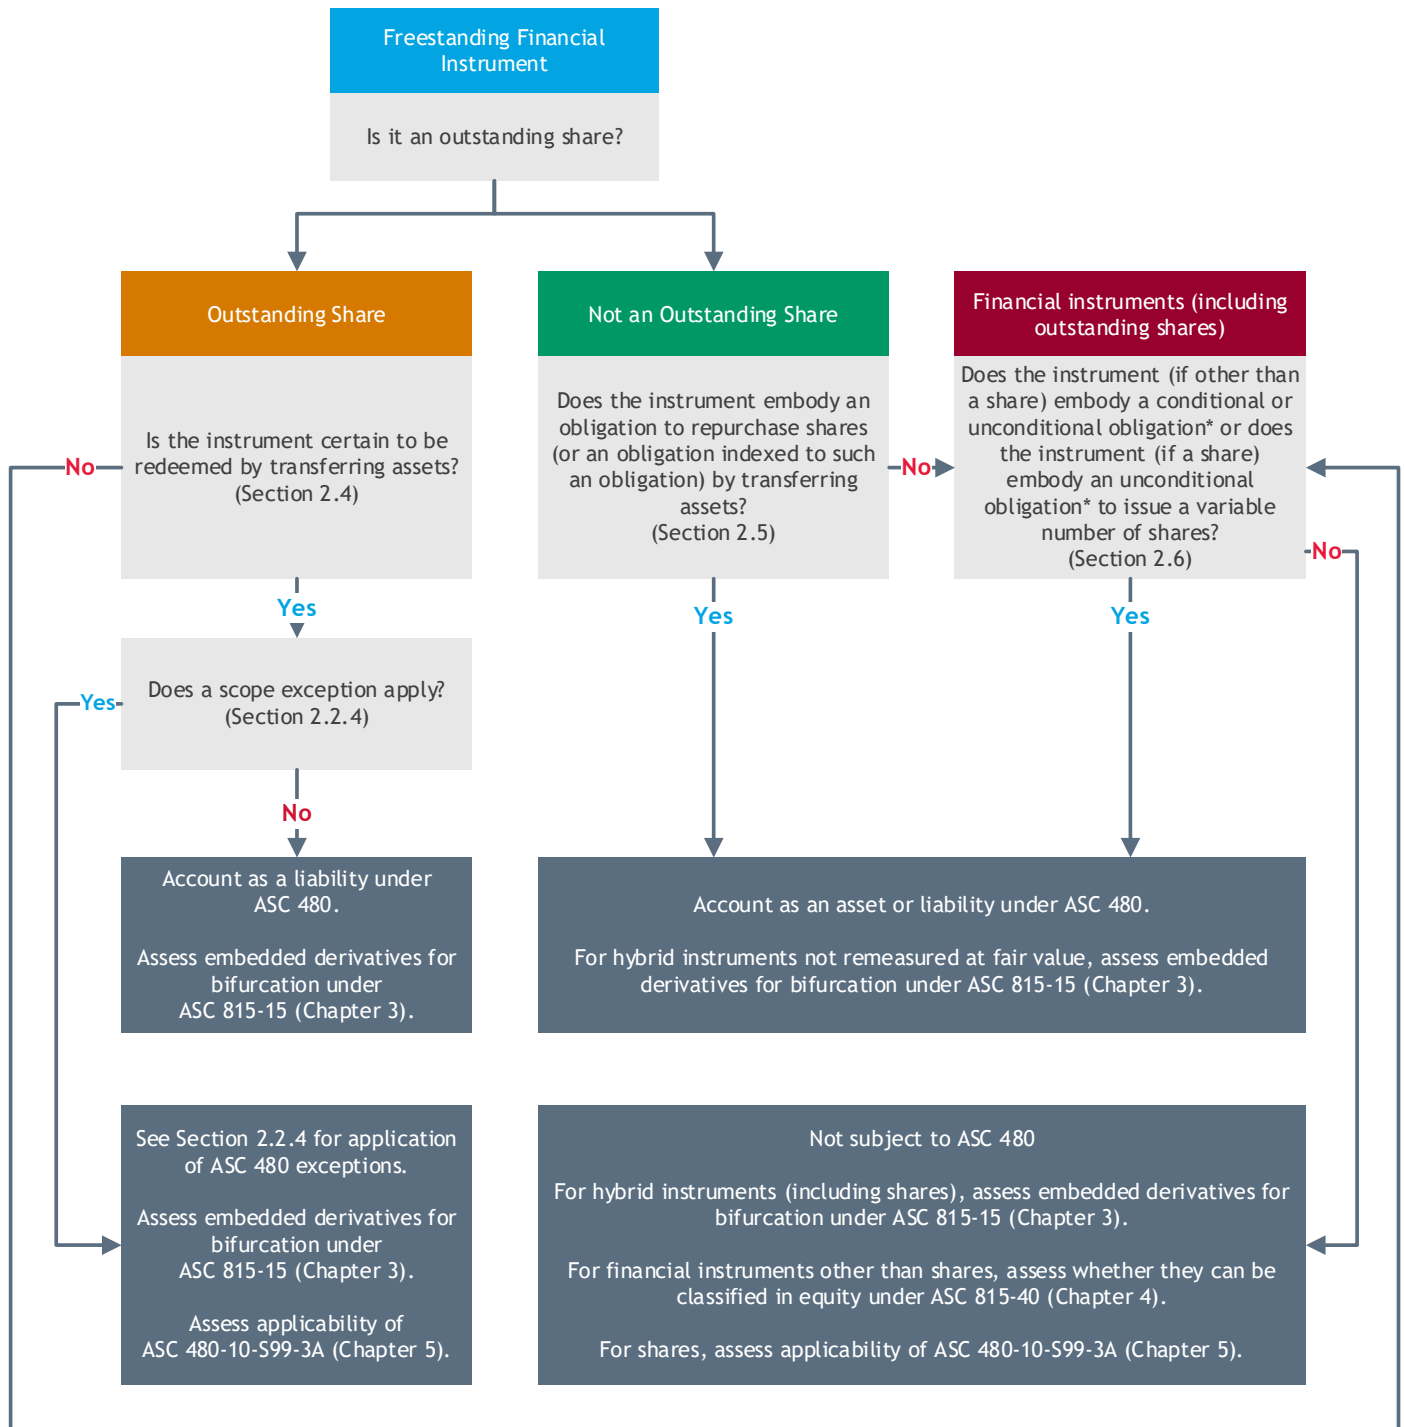 Freestanding Financial
Instrument
Is it an outstanding share?
Outstanding Share
Is the instrument certain to be
redeemed by transferring assets?
(Section 2.4)
No
Yes
Does a scope exception apply?
(Section 2.2.4)
Yes
No
Not an Outstanding Share
Does the instrument embody an
obligation to repurchase shares
(or an obligation indexed to such
an obligation) by transferring
assets?
(Section 2.5)
No
Yes
Financial instruments (including
outstanding shares)
Does the instrument (if other than
a share) embody a conditional or
unconditional obligation* or does
the instrument (if a share)
embody an unconditional
obligation* to issue a variable
number of shares?
(Section 2.6)
No
Yes
Account as a liability under
ASC 480.
Assess embedded derivatives for
bifurcation under
ASC 815-15 (Chapter 3).
Account as an asset or liability under ASC 480.
For hybrid instruments not remeasured at fair value, assess embedded
derivatives for bifurcation under ASC 815-15 (Chapter 3).
See Section 2.2.4 for application
of ASC 480 exceptions.
Assess embedded derivatives for
bifurcation under
ASC 815-15 (Chapter 3).
Assess applicability of
ASC 480-10-S99-3A (Chapter 5).
Not subject to ASC 480
For hybrid instruments (including shares), assess embedded derivatives for
bifurcation under ASC 815-15 (Chapter 3).
For financial instruments other than shares, assess whether they can be
classified in equity under ASC 815-40 (Chapter 4).
For shares, assess applicability of ASC 480-10-S99-3A (Chapter 5).